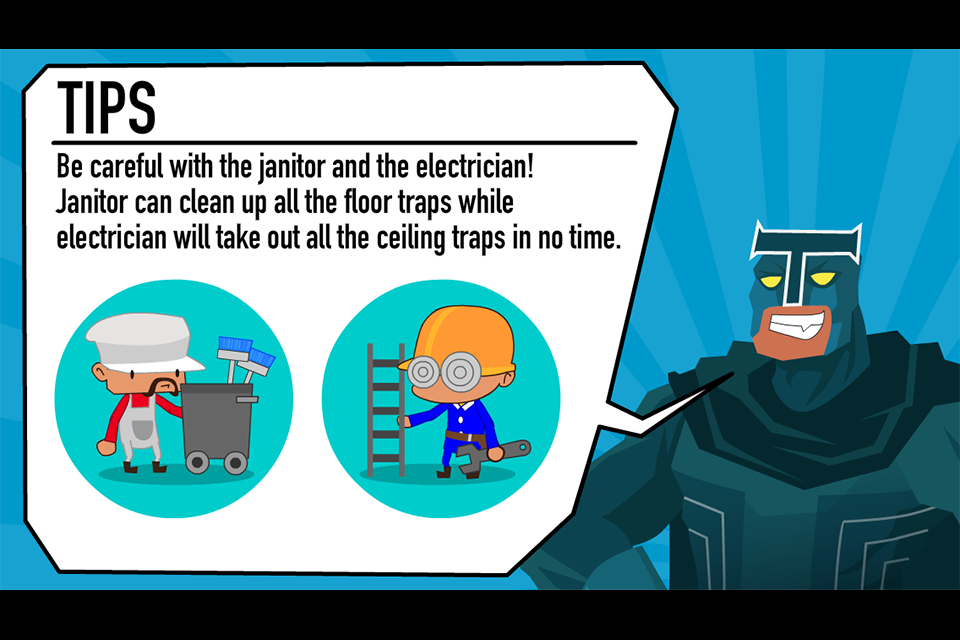 TIPS
Be careful with the janitor and the electrician!
Janitor can clean up all the floor traps while
electrician will take out all the ceiling traps in no time.